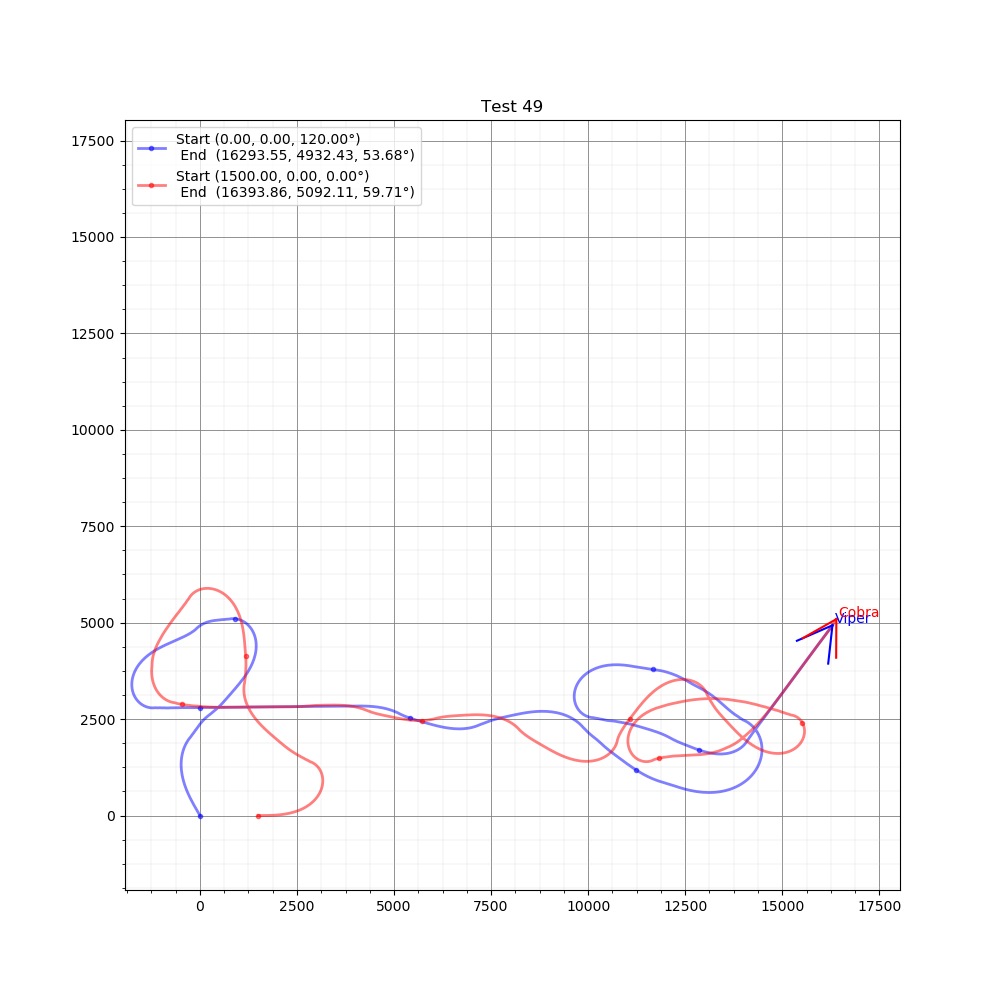 Test 49
Start (0.00, 0.00, 120.00°)
End (16293.55, 4932.43, 53.68°)
Start (1500.00, 0.00, 0.00°)
End (16393.86, 5092.11, 59.71°)
17500
15000
12500
10000
7500
5000
2500
0
Cobra
Viper
0
2500
5000
7500
10000
12500
15000
17500